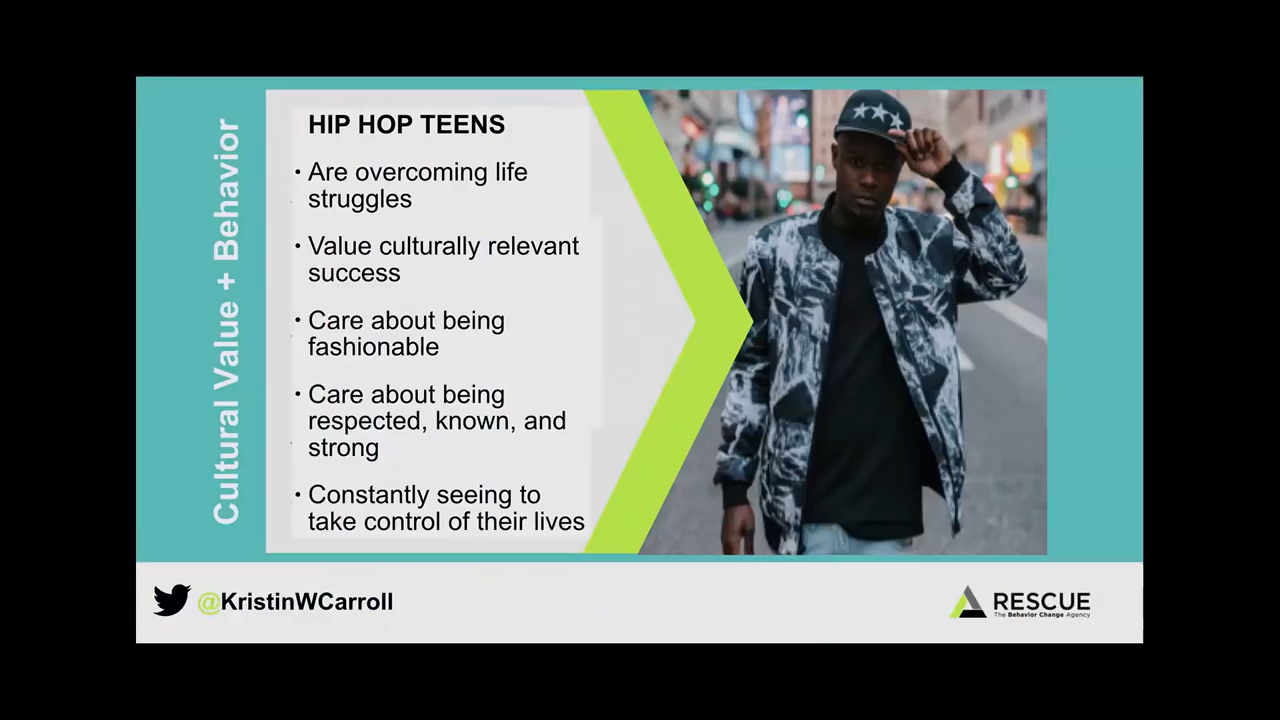 Cultural Value + Behavior
HIP HOP TEENS
• Are overcoming life
struggles
• Value culturally relevant
success
• Care about being
fashionable
• Care about being
respected, known, and
strong
• Constantly seeing to
take control of their lives
@KristinWCarroll
RESCUE
The Behavior Change Agency